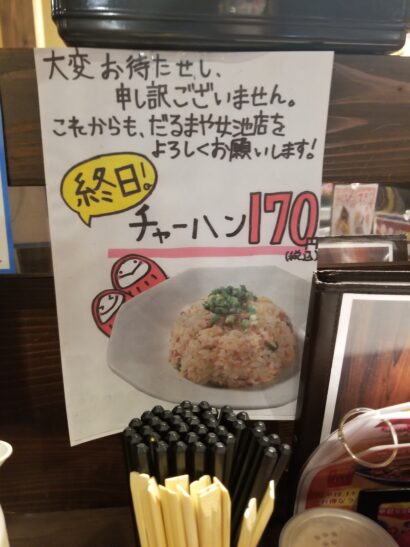 大変お待たせし、
申し訳ございません。
これからも、だるまや女池店を
よろしくお願いします!
終日!。
チャーハン170円
(税込)